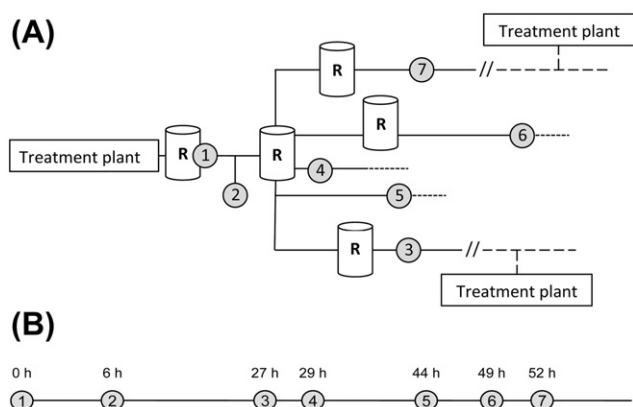 (A)
Treatment plant
R
7
//
R
6
Treatment plant
R
1
R
4
2
5
R
3
//
Treatment plant
(B)
0 h 6 h 27 h 29 h 44 h 49 h 52 h
1 2 3 4 5 6 7